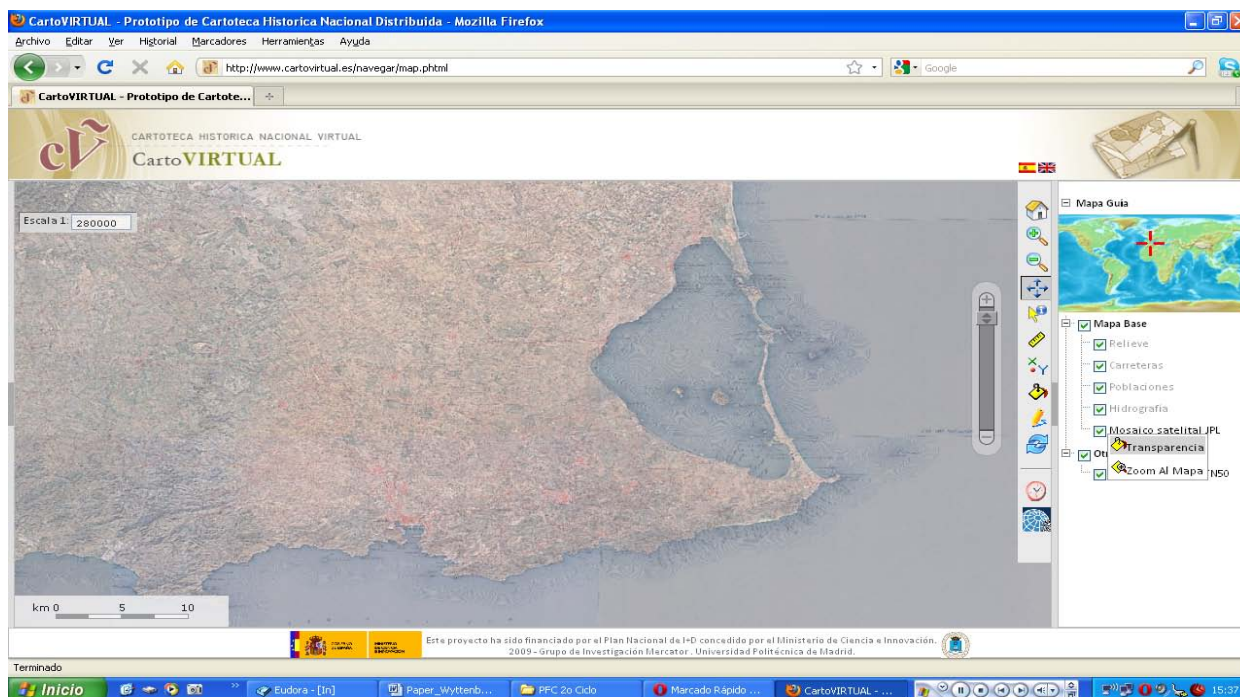 CartoVIRTUAL - Prototipo de Cartoteca Historica Nacional Distribuida - Mozilla Firefox
Archivo Editar Ver Historial Marcadores Herramientas Ayuda
http://www.cartovirtual.es/navegar/map.phtml
Google
CartoVIRTUAL - Prototipo de Cartote...
CARTOTECA HISTORICA NACIONAL VIRTUAL
CartoVIRTUAL
Escala 1: 280000
Mapa Guia
Mapa Base
Relieve
Carreteras
Poblaciones
Hidrografia
Mosaico satelital JPL
Transparencia
Zoom Al Mapa
N50
km 0 5 10
Este proyecto ha sido financiado por el Plan Nacional de I+D concedido por el Ministerio de Ciencia e Innovación.
2009 - Grupo de Investigación Mercator. Universidad Politécnica de Madrid.
Terminado
Inicio
Eudora - [In]
Paper_Wyttenb...
PFC 2o Ciclo
Marcado Rápido ...
CartoVIRTUAL - ...
15:37